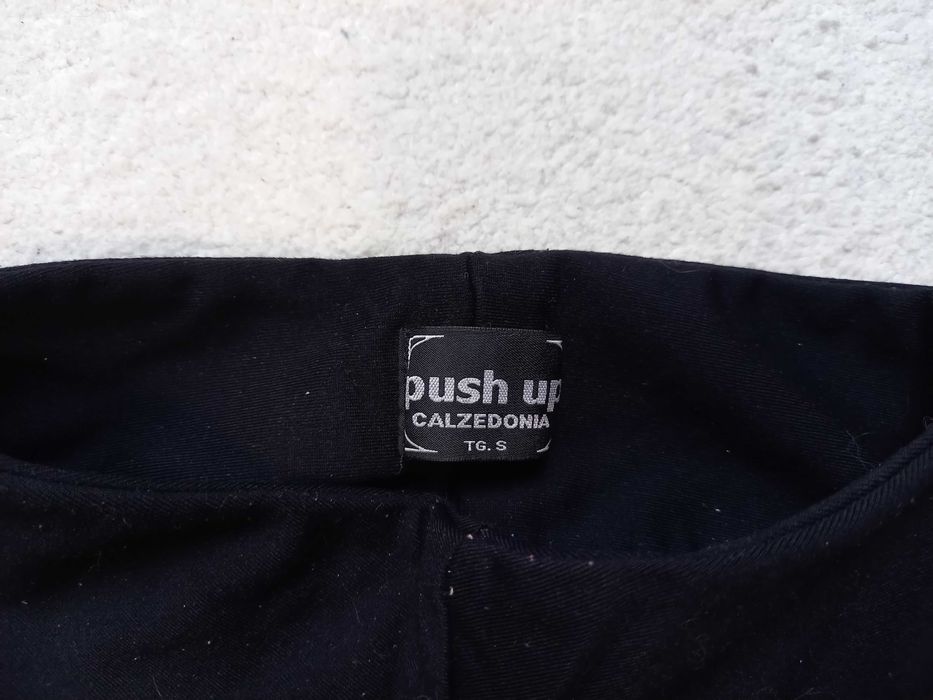 push up
CALZEDONIA
TG. S